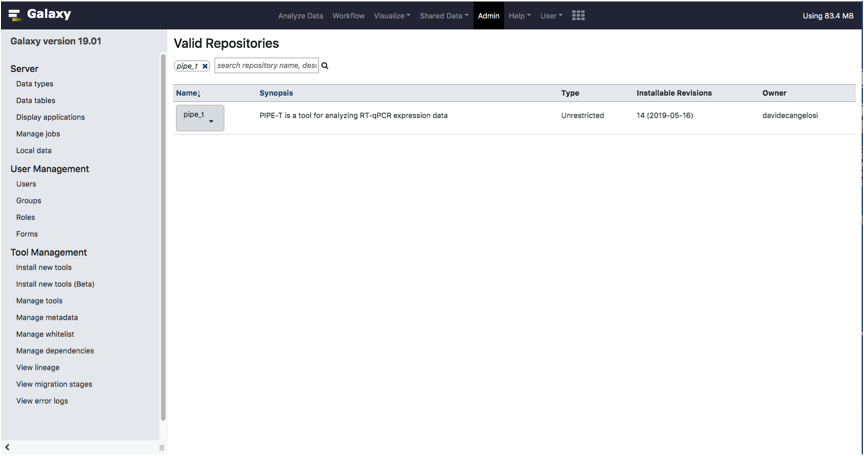 Galaxy
Analyze Data Workflow Visualize Shared Data Admin Help User
Using 83.4 MB
Galaxy version 19.01
Server
Data types
Data tables
Display applications
Manage jobs
Local data
User Management
Users
Groups
Roles
Forms
Tool Management
Install new tools
Install new tools (Beta)
Manage tools
Manage metadata
Manage whitelist
Manage dependencies
View lineage
View migration stages
View error logs
Valid Repositories
pipe_t x search repository name, desc
Name↓ Synopsis Type Installable Revisions Owner
pipe_t PIPE-T is a tool for analyzing RT-qPCR expression data Unrestricted 14 (2019-05-16) davidecangelosi